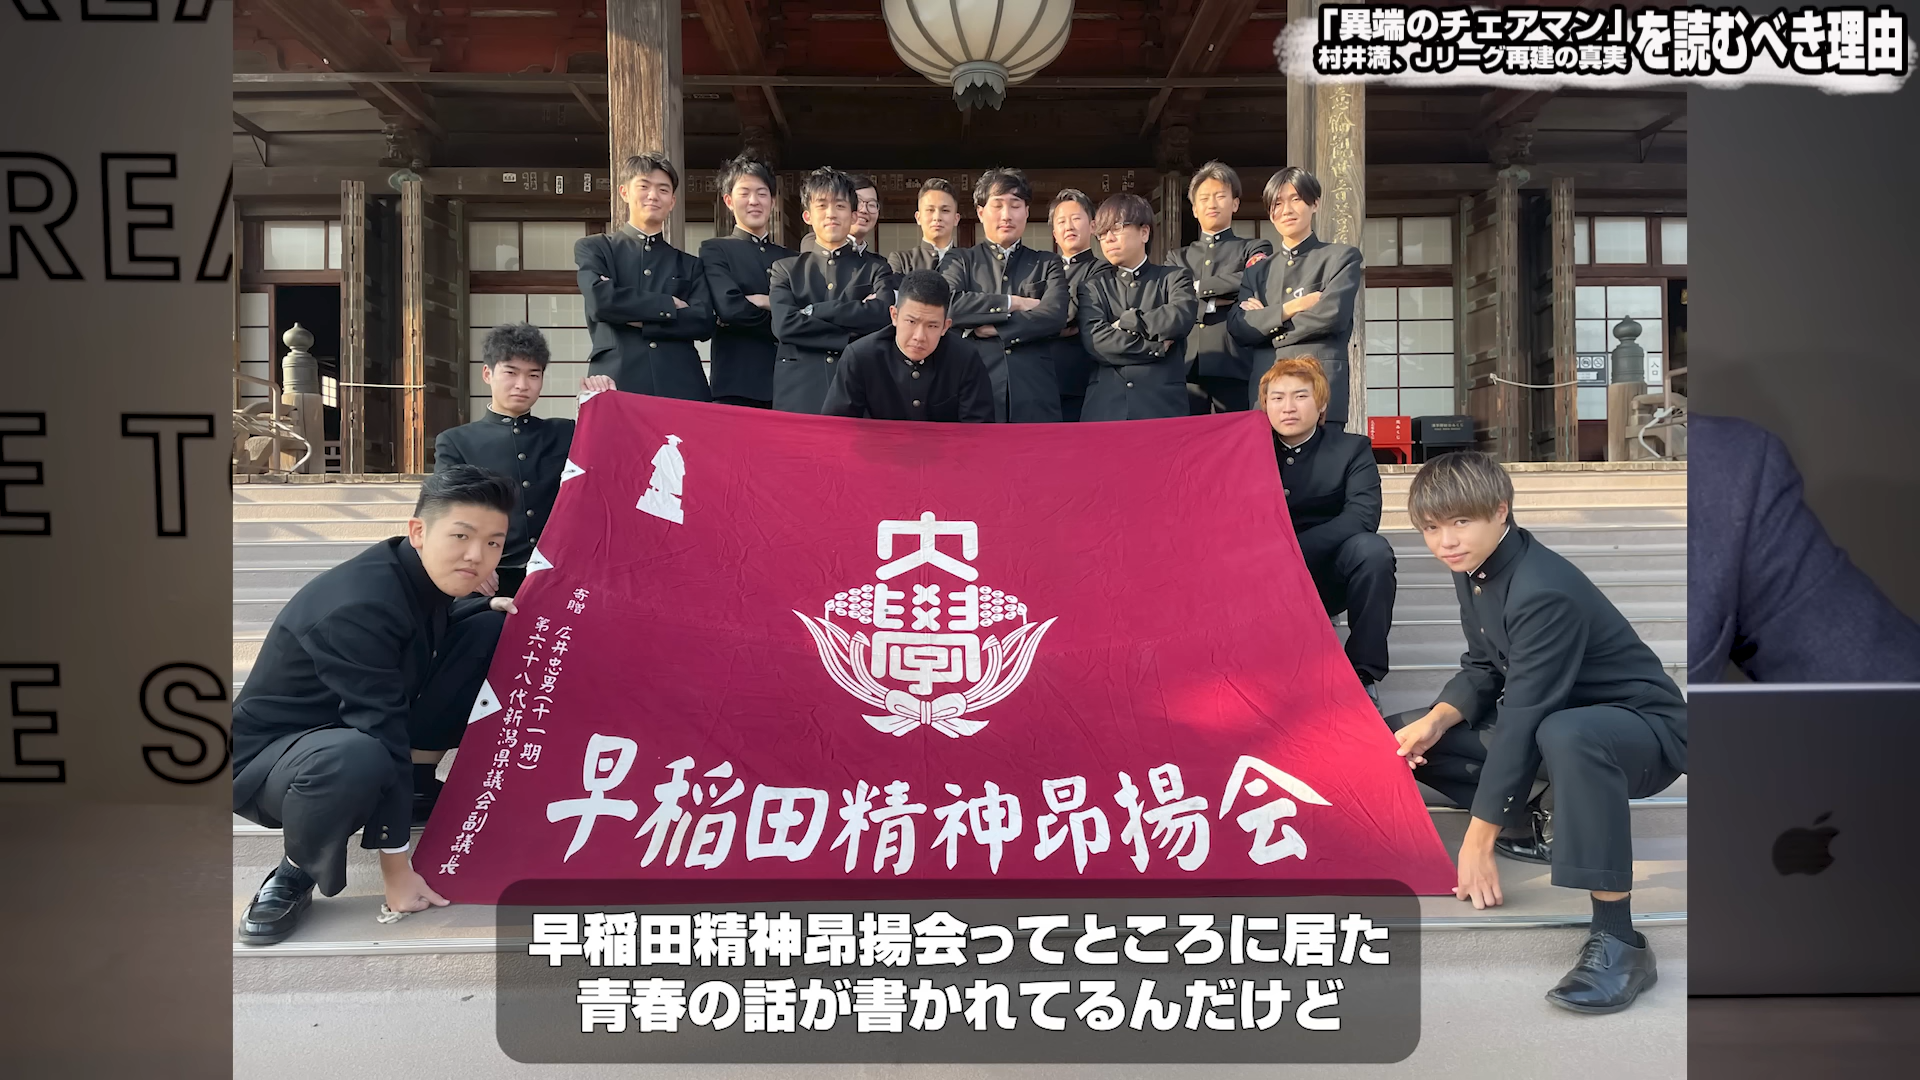 「異端のチェアマン」
村井満、Jリーグ再建の真実
を読むべき理由
REA
E T
E S
大學
寄贈 広井忠男(十一期)
第六十八代新潟県議会副議長
早稲田精神昂揚会
早稲田精神昂揚会ってところに居た
青春の話が書かれてるんだけど